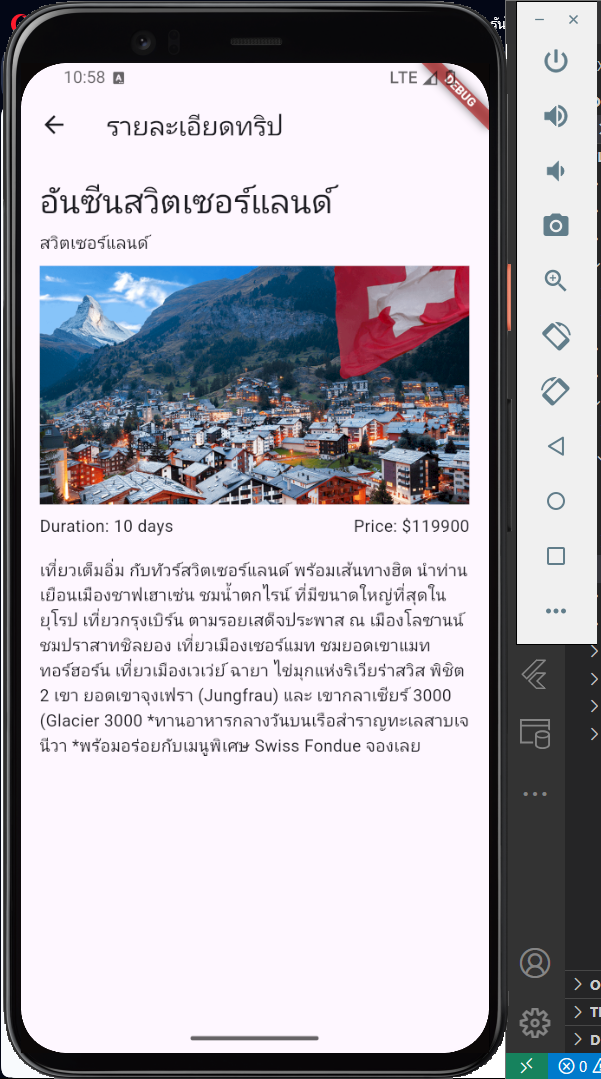 รัน
10:58 A
LTE
DEBUG
รายละเอียดทริป
อันซีนสวิตเซอร์แลนด์
สวิตเซอร์แลนด์
Duration: 10 days Price: $119900
เที่ยวเต็มอิ่ม กับทัวร์สวิตเซอร์แลนด์ พร้อมเส้นทางฮิต นำท่าน
เยือนเมืองชาฟเฮาเซ่น ชมน้ำตกไรน์ ที่มีขนาดใหญ่ที่สุดใน
ยุโรป เที่ยวกรุงเบิร์น ตามรอยเสด็จประพาส ณ เมืองโลซานน์
ชมปราสาทชิลยอง เที่ยวเมืองเซอร์แมท ชมยอดเขาแมท
ทอร์ฮอร์น เที่ยวเมืองเวเว่ย์ ฉายา ไข่มุกแห่งริเวียร่าสวิส พิชิต
2 เขา ยอดเขาจุงเฟรา (Jungfrau) และ เขากลาเซียร์ 3000
(Glacier 3000 *ทานอาหารกลางวันบนเรือสำราญทะเลสาบเจ
นีวา *พร้อมอร่อยกับเมนูพิเศษ Swiss Fondue จองเลย
O
TI
D
0